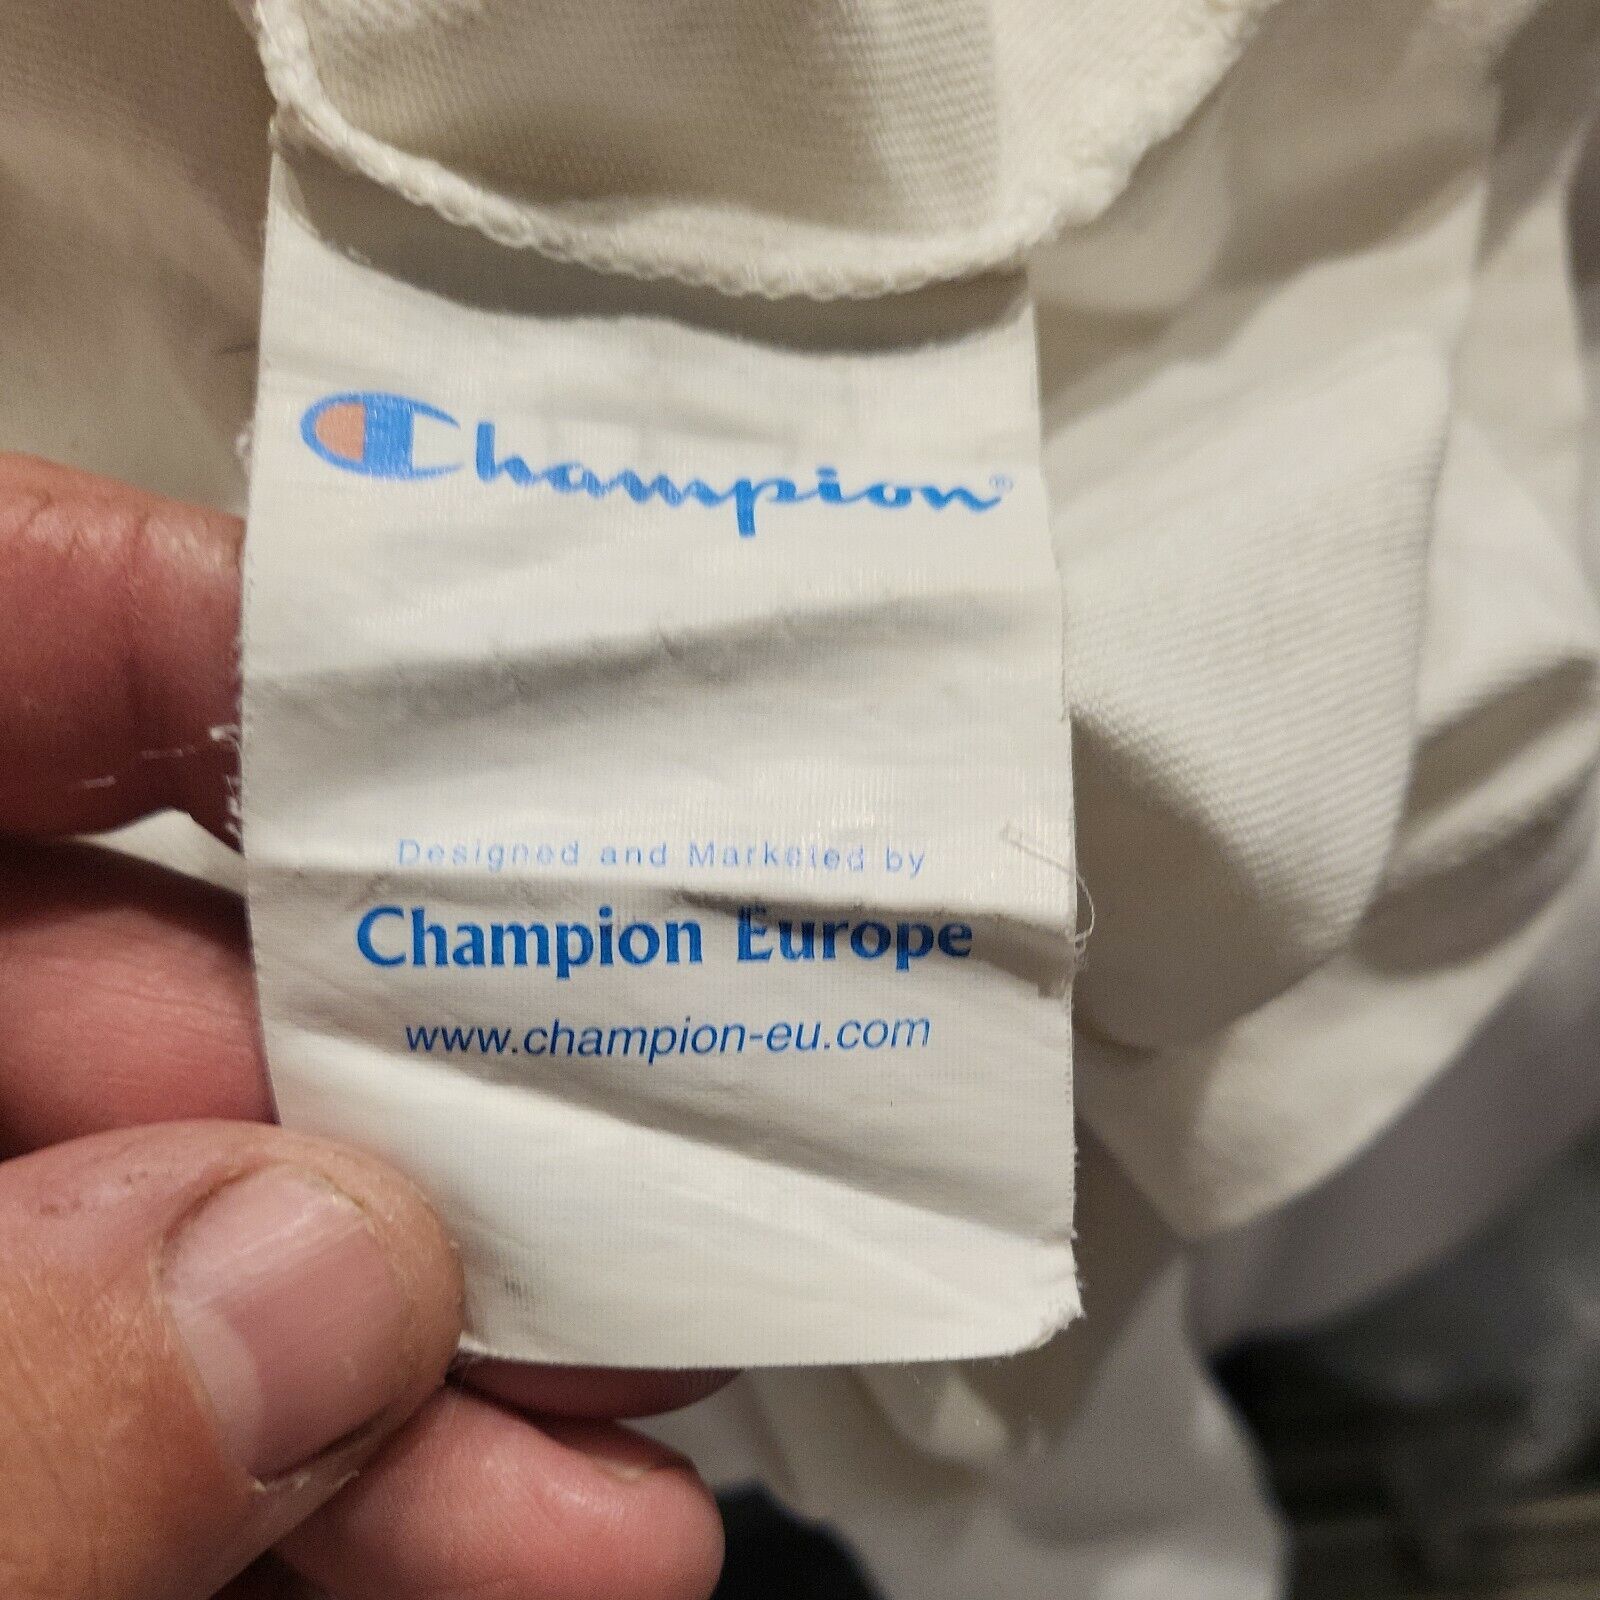 Champion®
Designed and Marketed by
Champion Europe
www.champion-eu.com